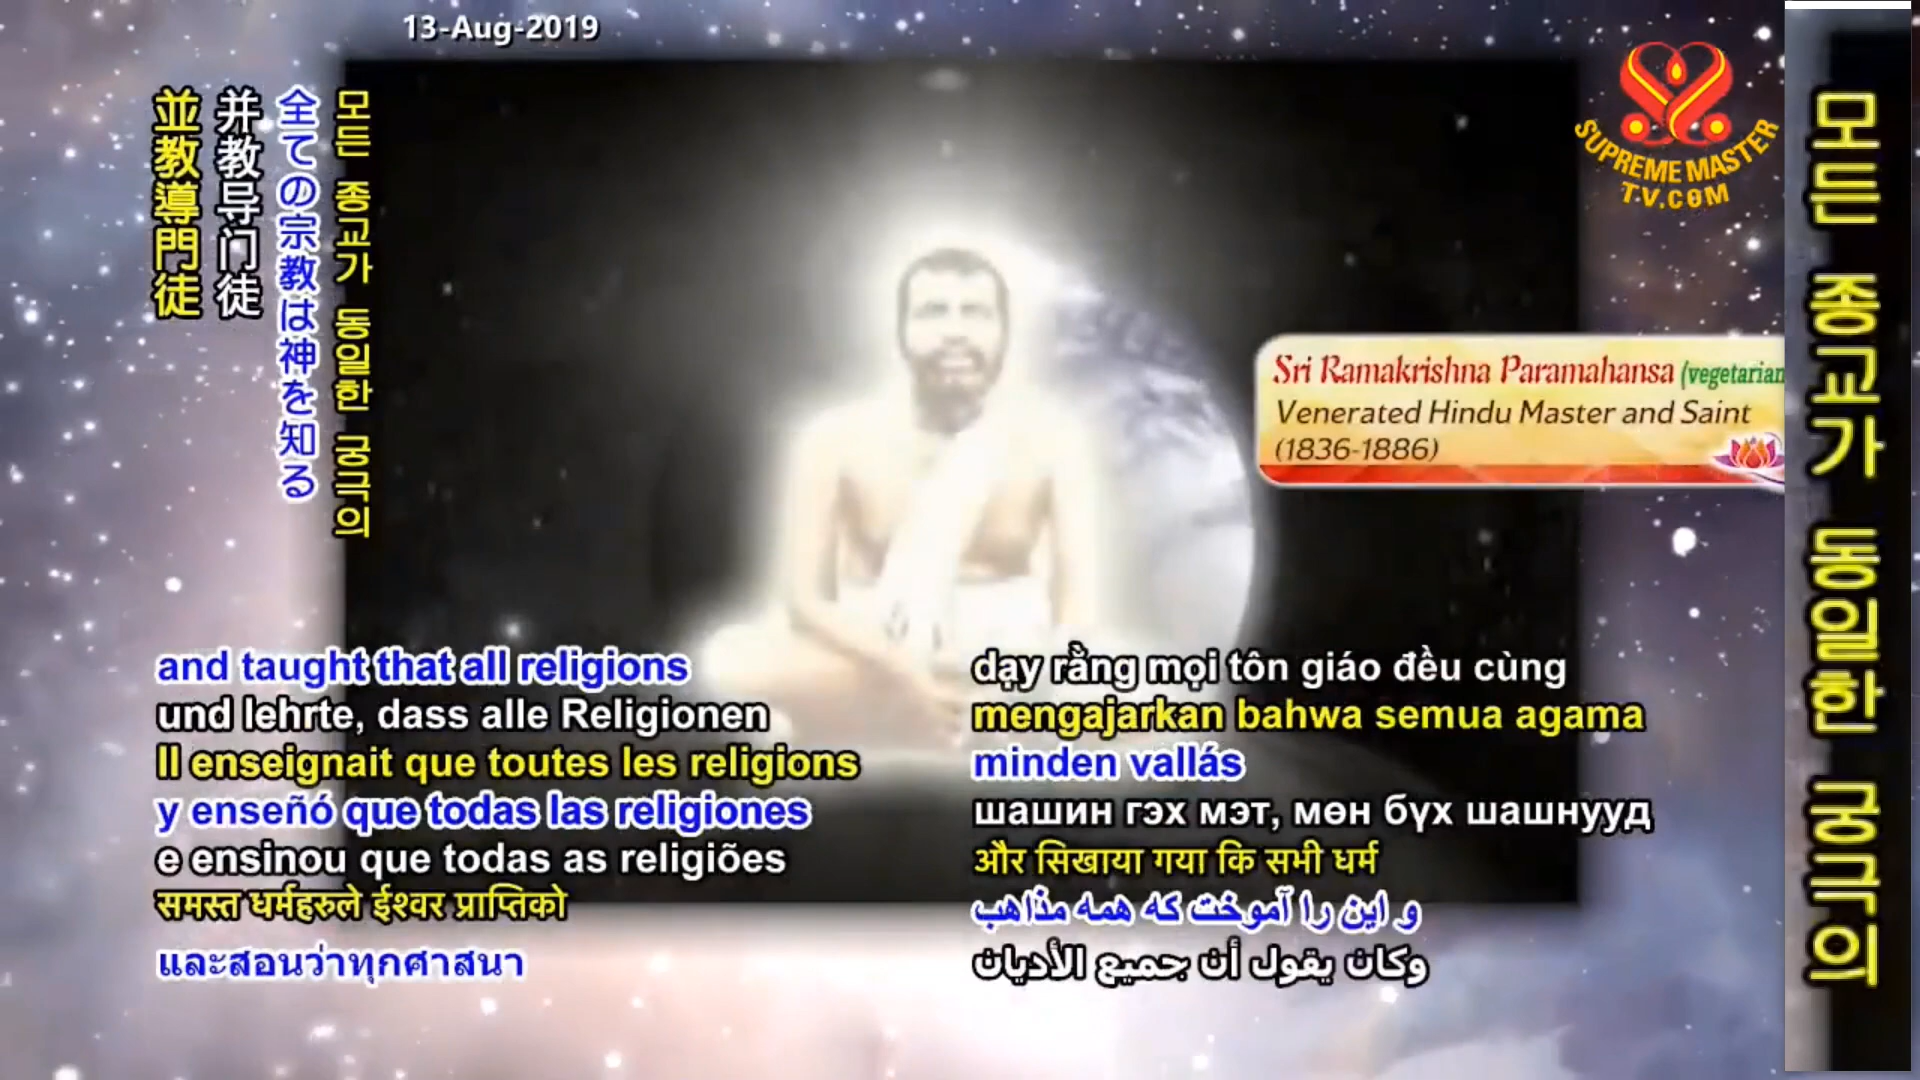 13-Aug-2019
並教導門徒
并教导门徒
全ての宗教は神を知る
모든 종교가 동일한 궁극의
SUPREME MASTER
TV.COM
Sri Ramakrishna Paramahansa (vegetarian
Venerated Hindu Master and Saint
(1836-1886)
and taught that all religions
und lehrte, dass alle Religionen
Il enseignait que toutes les religions
y enseñó que todas las religiones
e ensinou que todas as religiões
समस्त धर्महरुले ईश्वर प्राप्तिको
และสอนว่าทุกศาสนา
dạy rằng mọi tôn giáo đều cùng
mengajarkan bahwa semua agama
minden vallás
шашин гэх мэт, мөн бүх шашнууд
और सिखाया गया कि सभी धर्म
و این را آموخت که همه مذاهب
وكان يقول أن جميع الأديان
모든 종교가 동일한 궁극의